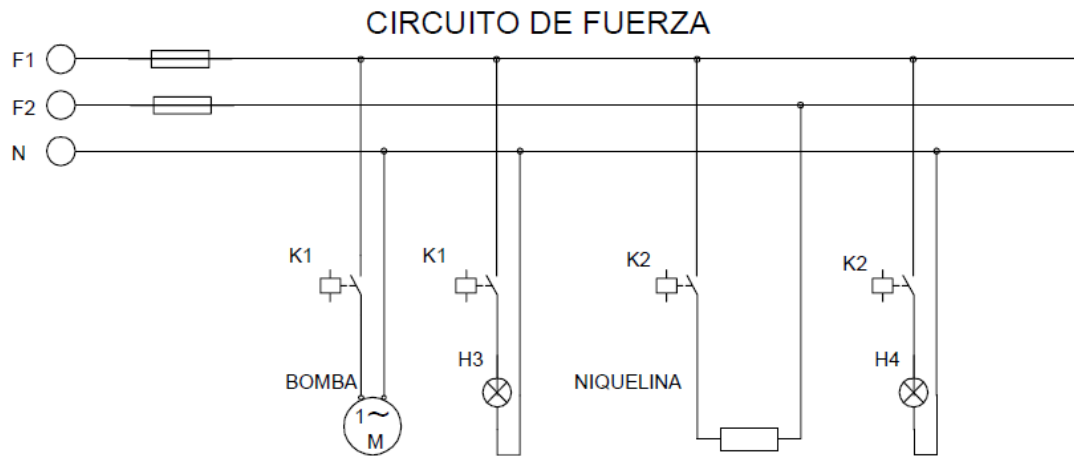 CIRCUITO DE FUERZA
F1
F2
N
K1
K1
K2
K2
H3
H4
BOMBA
NIQUELINA
1~
M